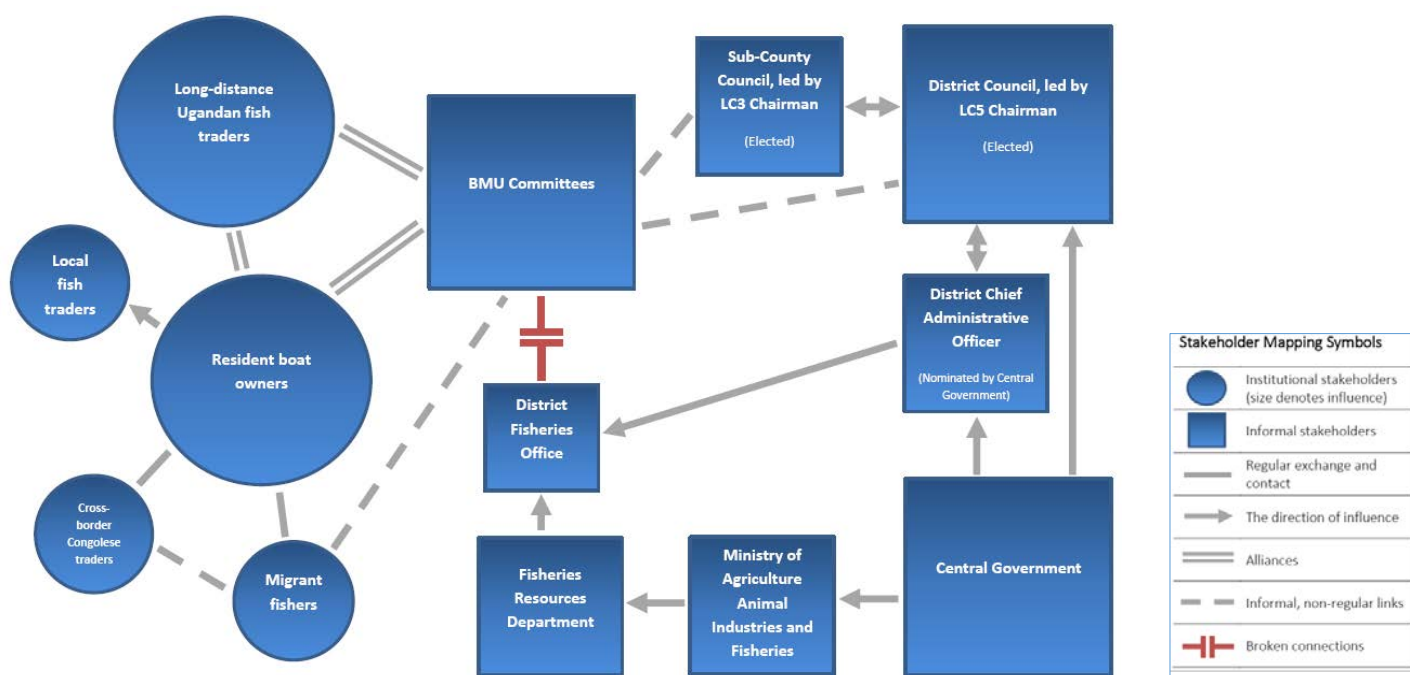 Long-distance
Ugandan fish
traders
Sub-County
Council, led by
LC3 Chairman
(Elected)
District Council, led by
LC5 Chairman
(Elected)
BMU Committees
Local
fish
traders
Resident boat
owners
District Chief
Administrative
Officer
(Nominated by Central
Government)
District
Fisheries
Office
Cross-
border
Congolese
traders
Migrant
fishers
Fisheries
Resources
Department
Ministry of
Agriculture
Animal
Industries and
Fisheries
Central Government
Stakeholder Mapping Symbols
Institutional stakeholders
(size denotes influence)
Informal stakeholders
Regular exchange and
contact
The direction of influence
Alliances
Informal, non-regular links
Broken connections